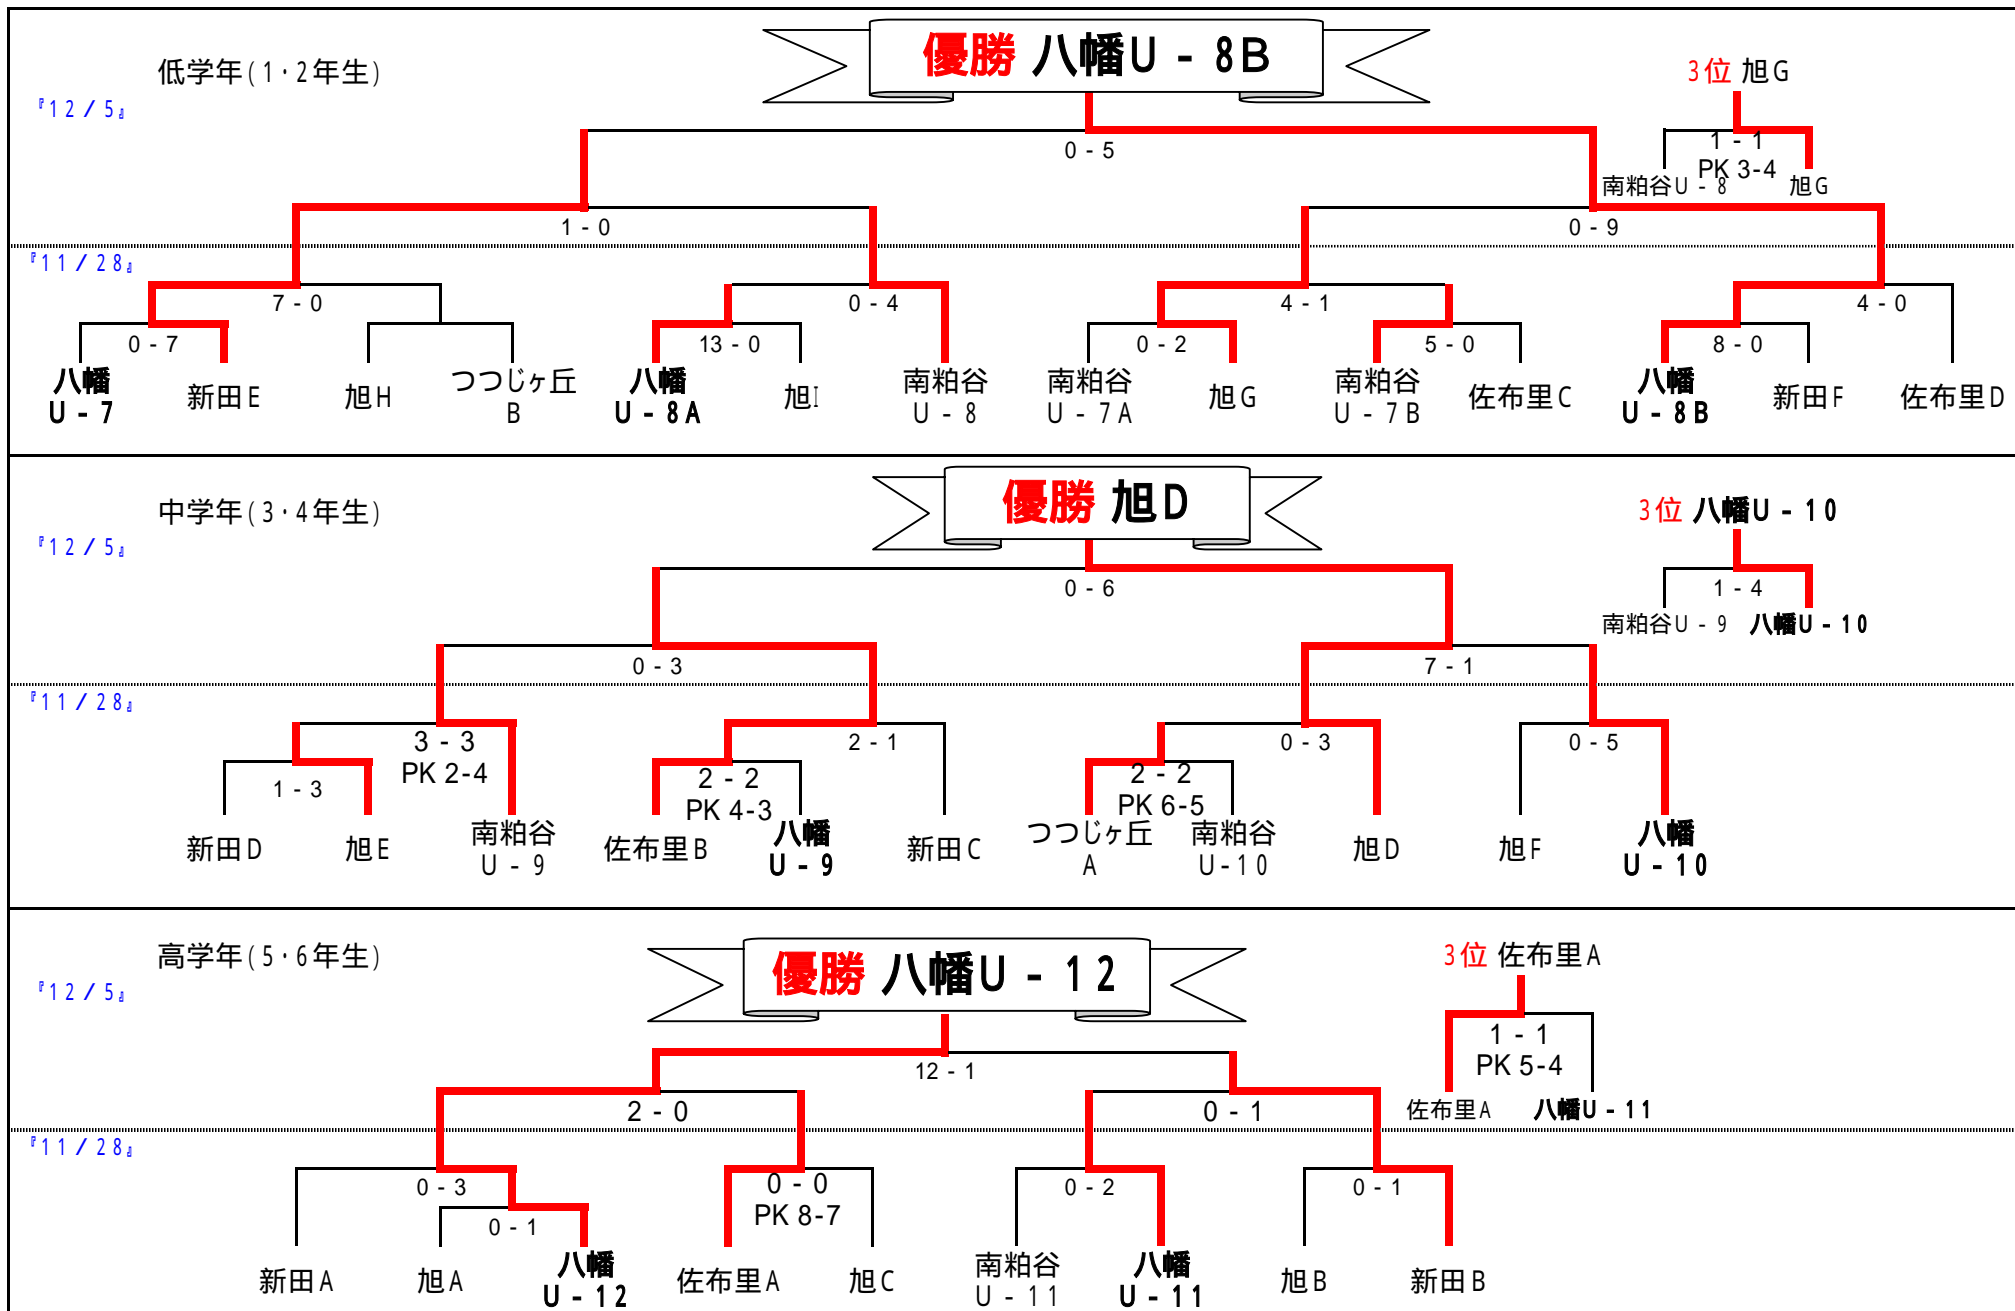 優勝 八幡U - 8B
低学年(1・2年生)
3位 旭G
『12/5』
0 - 5
1 - 1
PK 3-4
南粕谷U - 8 旭G
1 - 0
0 - 9
『11/28』
7 - 0
0 - 4
4 - 1
4 - 0
0 - 7
13 - 0
0 - 2
5 - 0
8 - 0
八幡
U - 7
新田E
旭H
つつじヶ丘
B
八幡
U - 8A
旭I
南粕谷
U - 8
南粕谷
U - 7A
旭G
南粕谷
U - 7B
佐布里C
八幡
U - 8B
新田F
佐布里D
優勝 旭D
中学年(3・4年生)
3位 八幡U - 10
『12/5』
0 - 6
1 - 4
南粕谷U - 9 八幡U - 10
0 - 3
7 - 1
『11/28』
3 - 3
PK 2-4
2 - 1
0 - 3
0 - 5
1 - 3
2 - 2
PK 4-3
2 - 2
PK 6-5
新田D
旭E
南粕谷
U - 9
佐布里B
八幡
U - 9
新田C
つつじヶ丘
A
南粕谷
U-10
旭D
旭F
八幡
U - 10
優勝 八幡U - 12
高学年(5・6年生)
3位 佐布里A
『12/5』
12 - 1
1 - 1
PK 5-4
佐布里A 八幡U - 11
2 - 0
0 - 1
『11/28』
0 - 3
0 - 0
PK 8-7
0 - 2
0 - 1
0 - 1
新田A
旭A
八幡
U - 12
佐布里A
旭C
南粕谷
U - 11
八幡
U - 11
旭B
新田B